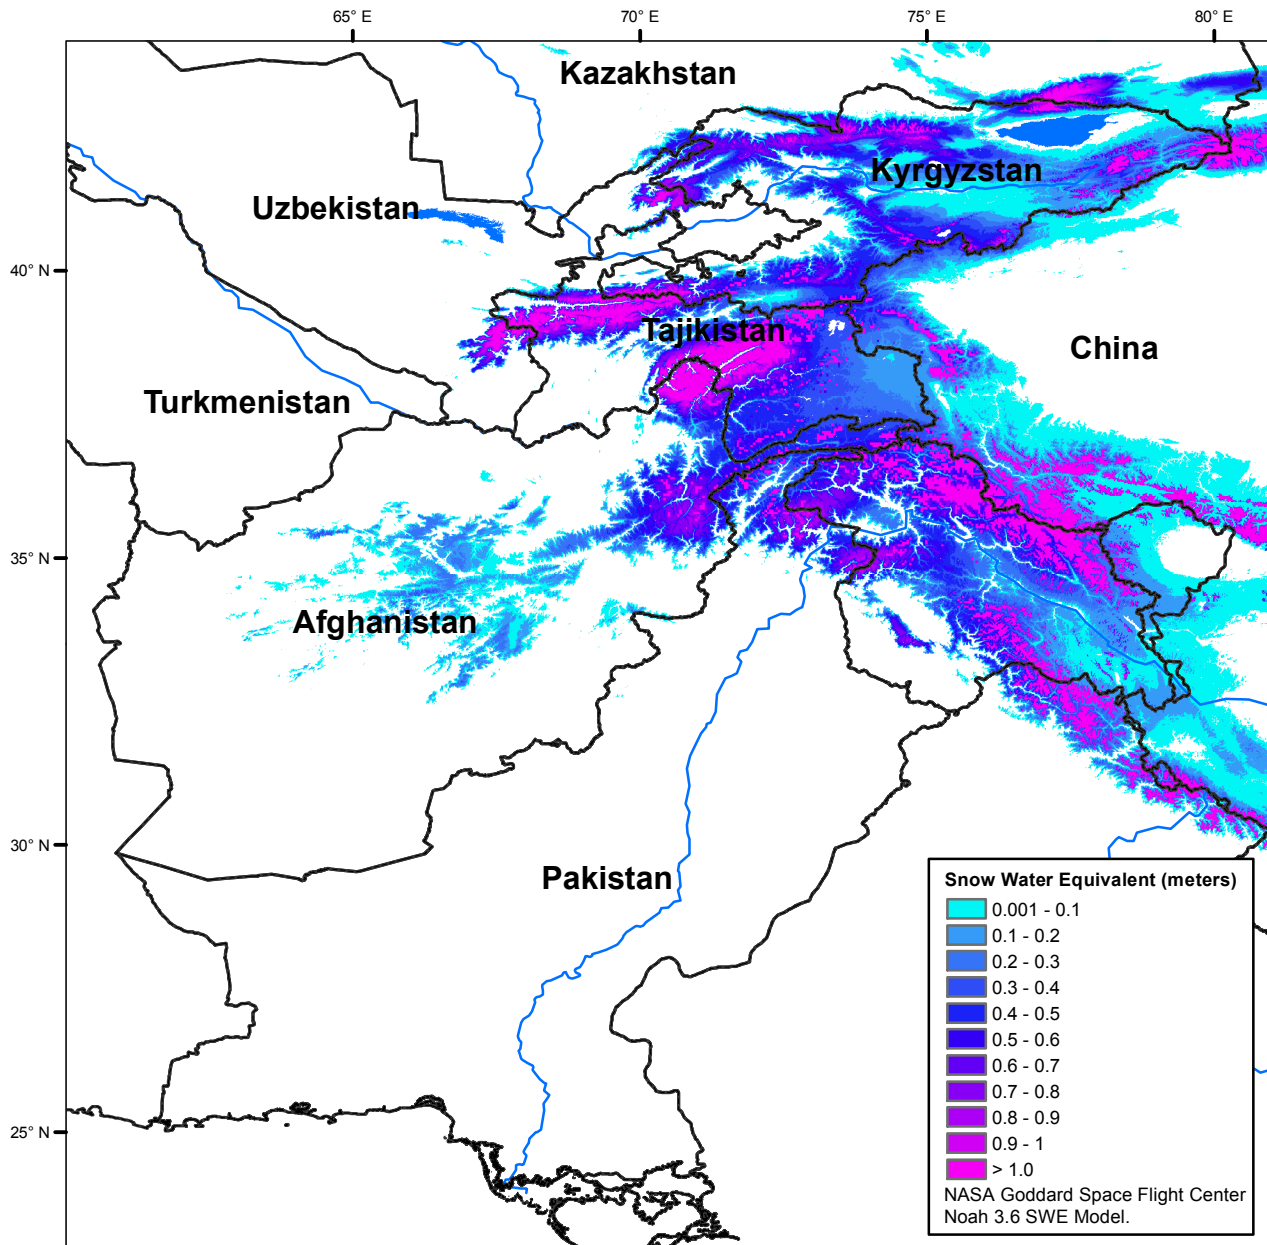 65° E
70° E
75° E
80° E
Kazakhstan
Kyrgyzstan
Uzbekistan
40° N
Tajikistan
China
Turkmenistan
35° N
Afghanistan
30° N
Pakistan
Snow Water Equivalent (meters)
0.001 - 0.1
0.1 - 0.2
0.2 - 0.3
0.3 - 0.4
0.4 - 0.5
0.5 - 0.6
0.6 - 0.7
0.7 - 0.8
0.8 - 0.9
0.9 - 1
> 1.0
NASA Goddard Space Flight Center
Noah 3.6 SWE Model.
25° N